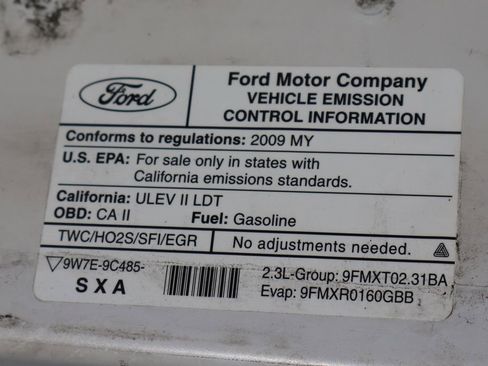 Ford
Ford Motor Company
VEHICLE EMISSION
CONTROL INFORMATION
Conforms to regulations: 2009 MY
U.S. EPA: For sale only in states with
California emissions standards.
California: ULEV II LDT
OBD: CA II Fuel: Gasoline
TWC/HO2S/SFI/EGR No adjustments needed.
9W7E-9C485-
SXA
2.3L-Group: 9FMXT02.31BA
Evap: 9FMXR0160GBB